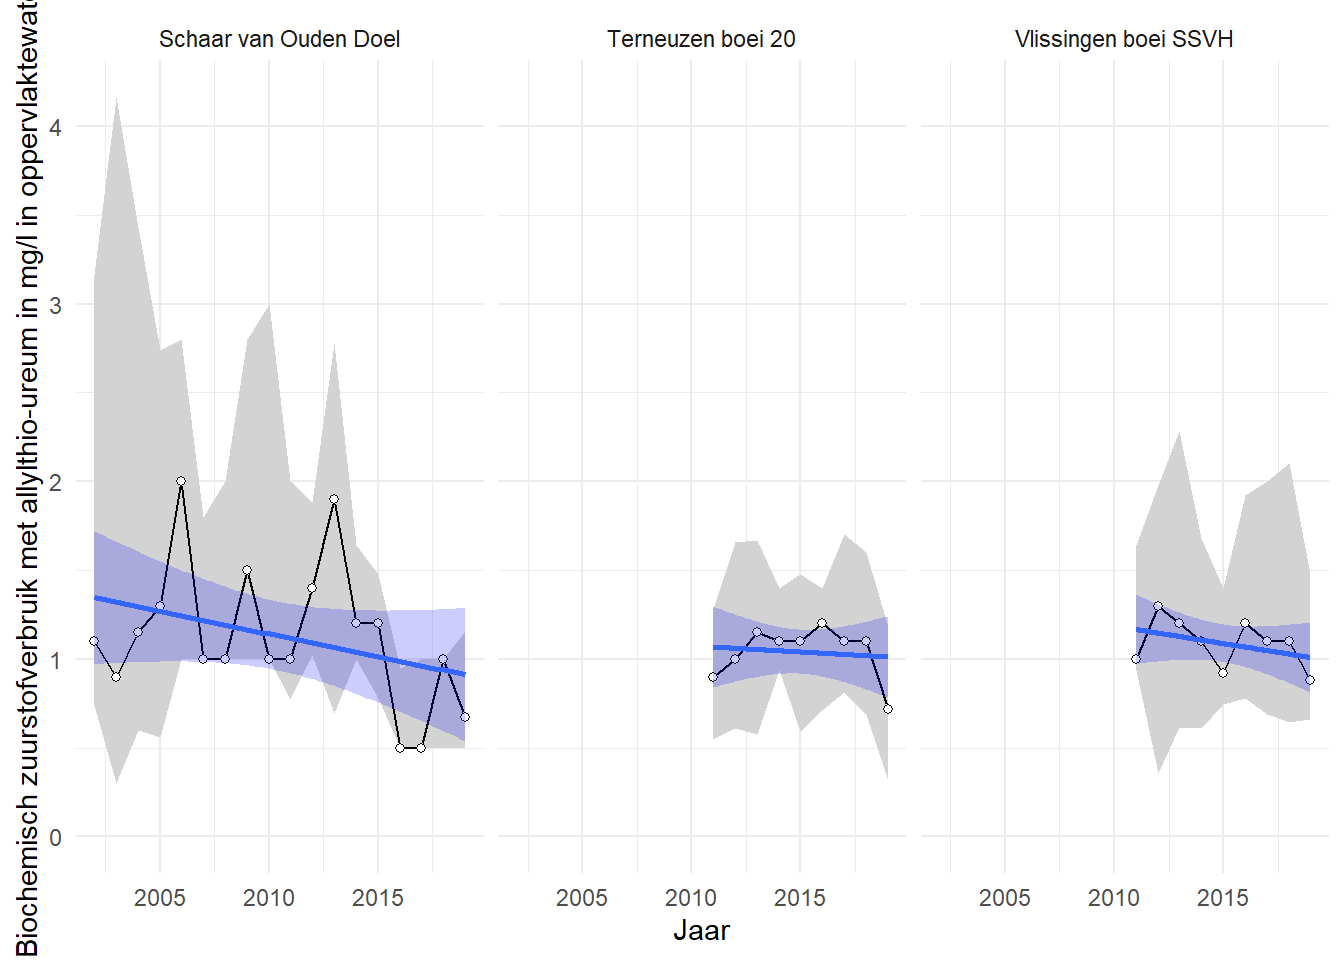 Schaar van Ouden Doel
Terneuzen boei 20
Vlissingen boei SSVH
Biochemisch zuurstofverbruik met allylthio-ureum in mg/l in oppervlaktewate
4
3
2
1
0
2005 2010 2015
2005 2010 2015
2005 2010 2015
Jaar